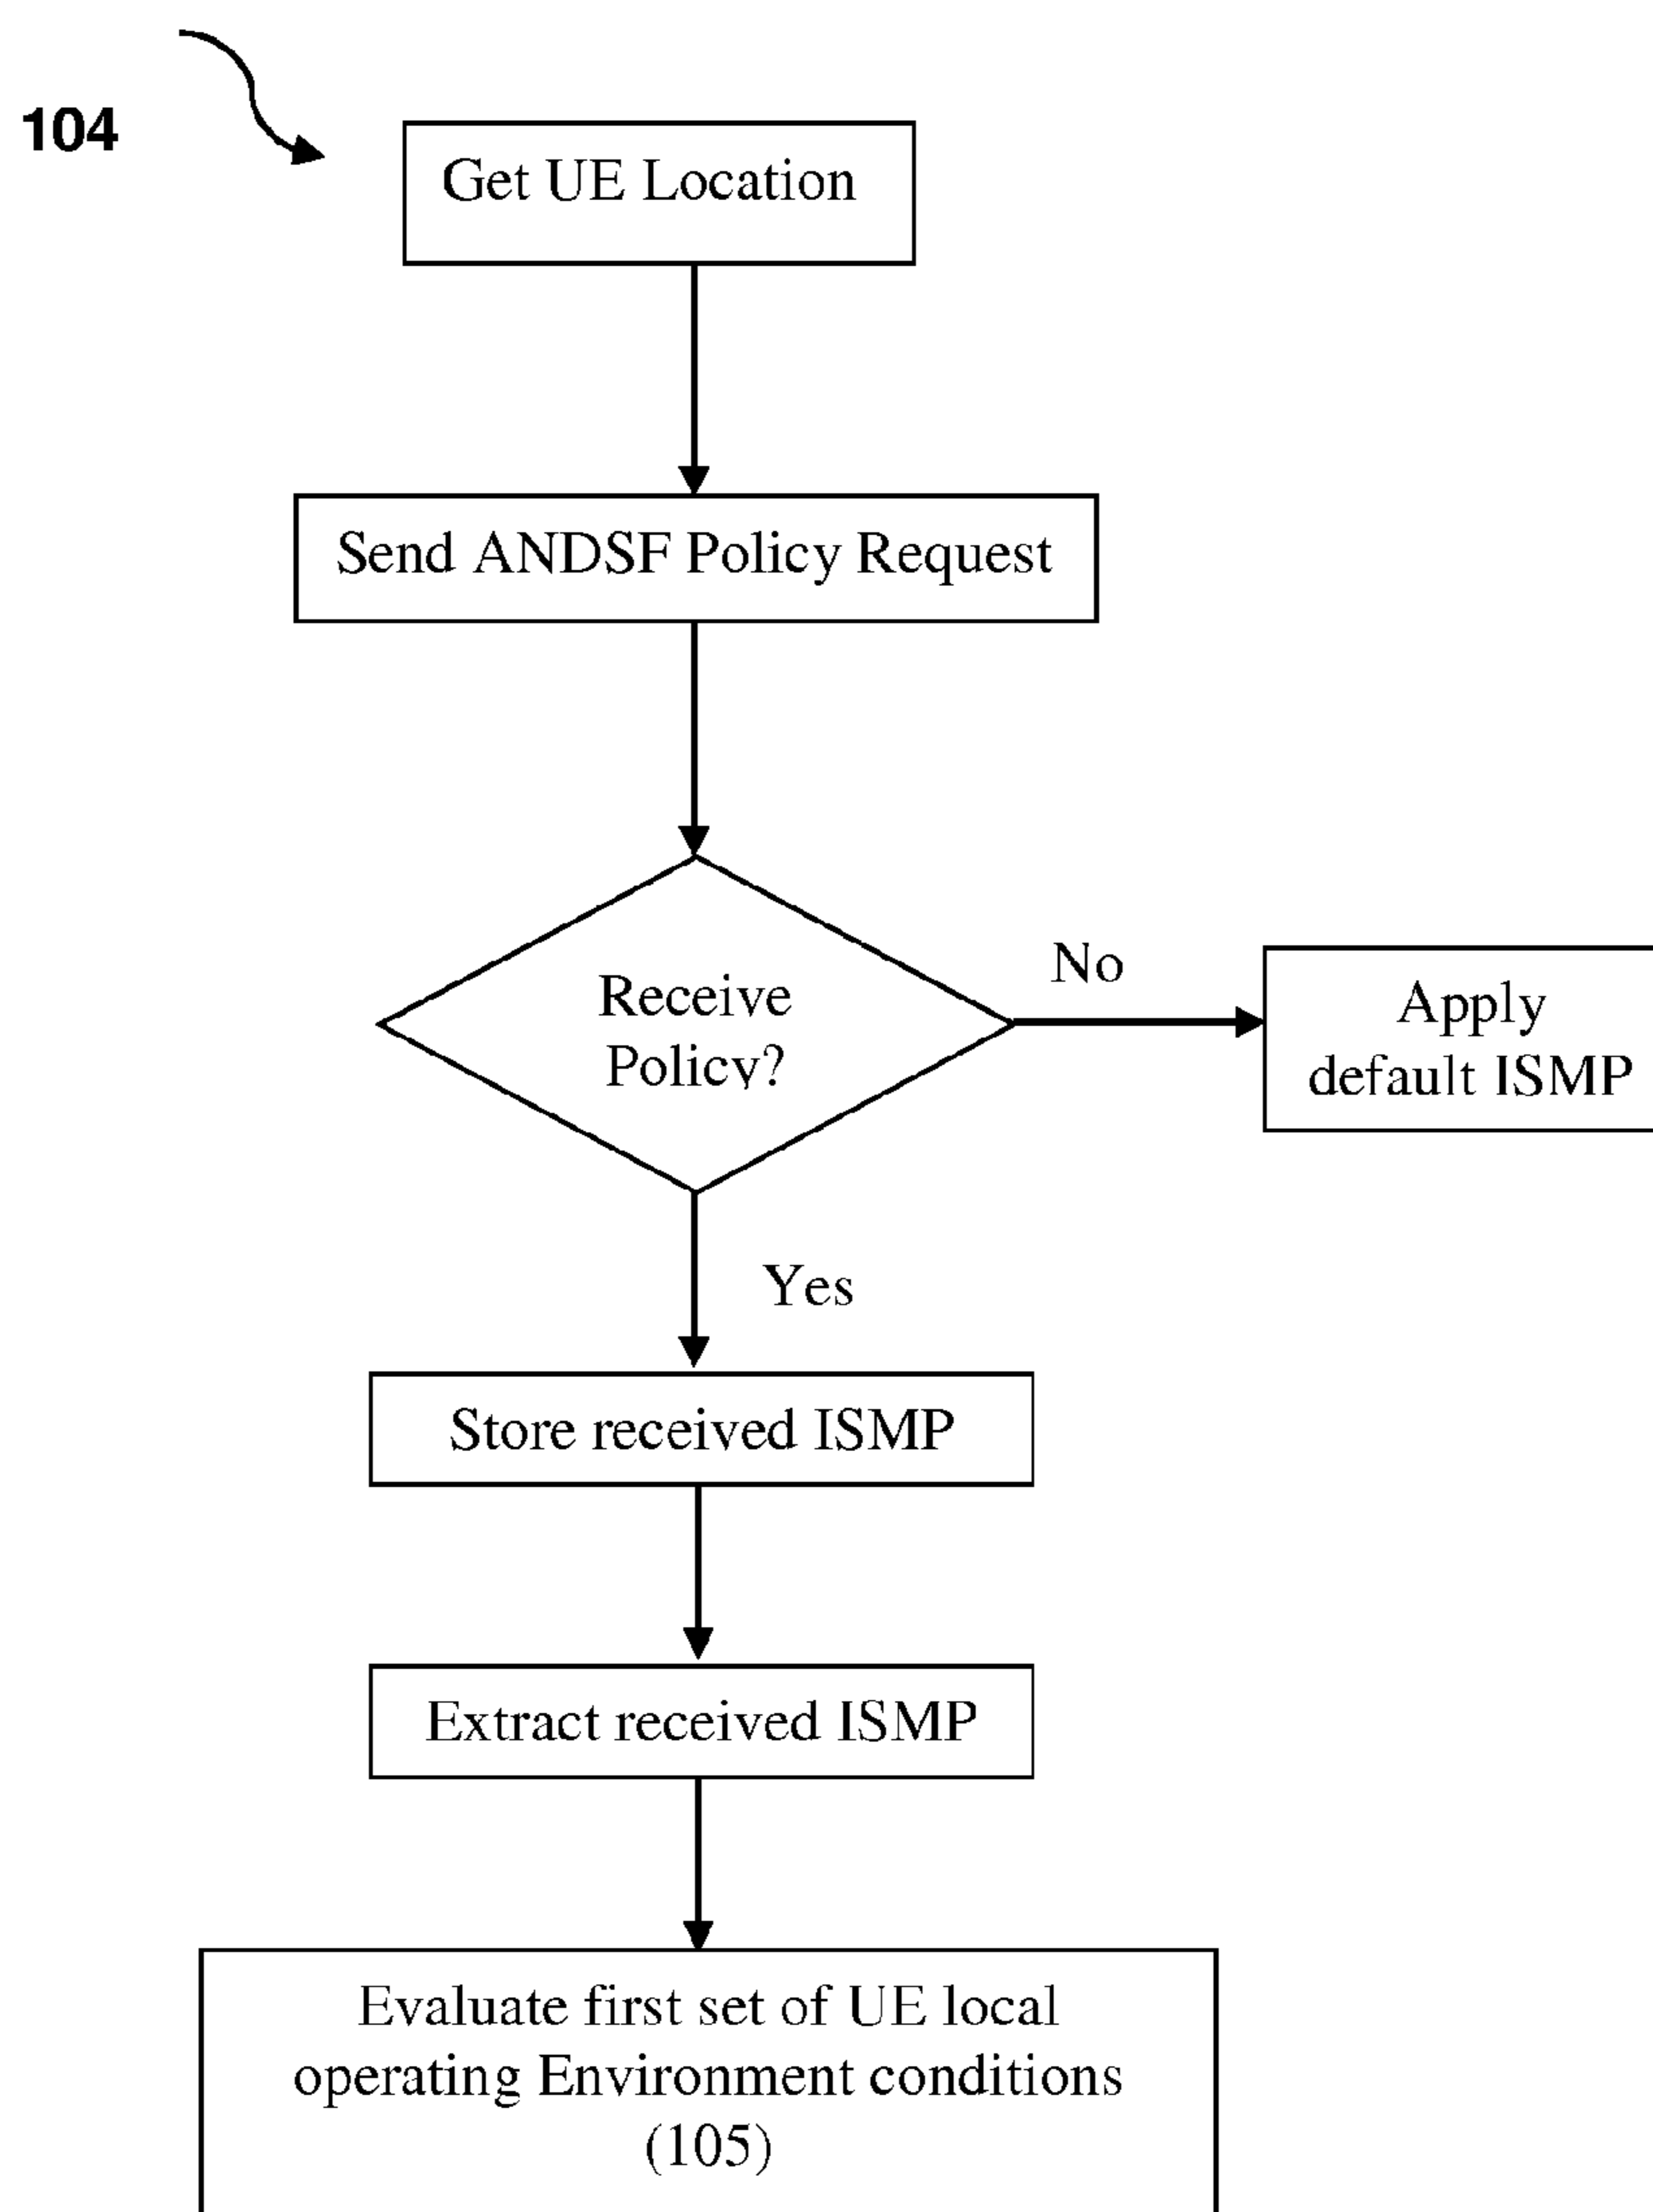 104
Get UE Location
Send ANDSF Policy Request
Receive
Policy?
No
Apply
default ISMP
Yes
Store received ISMP
Extract received ISMP
Evaluate first set of UE local
operating Environment conditions
(105)